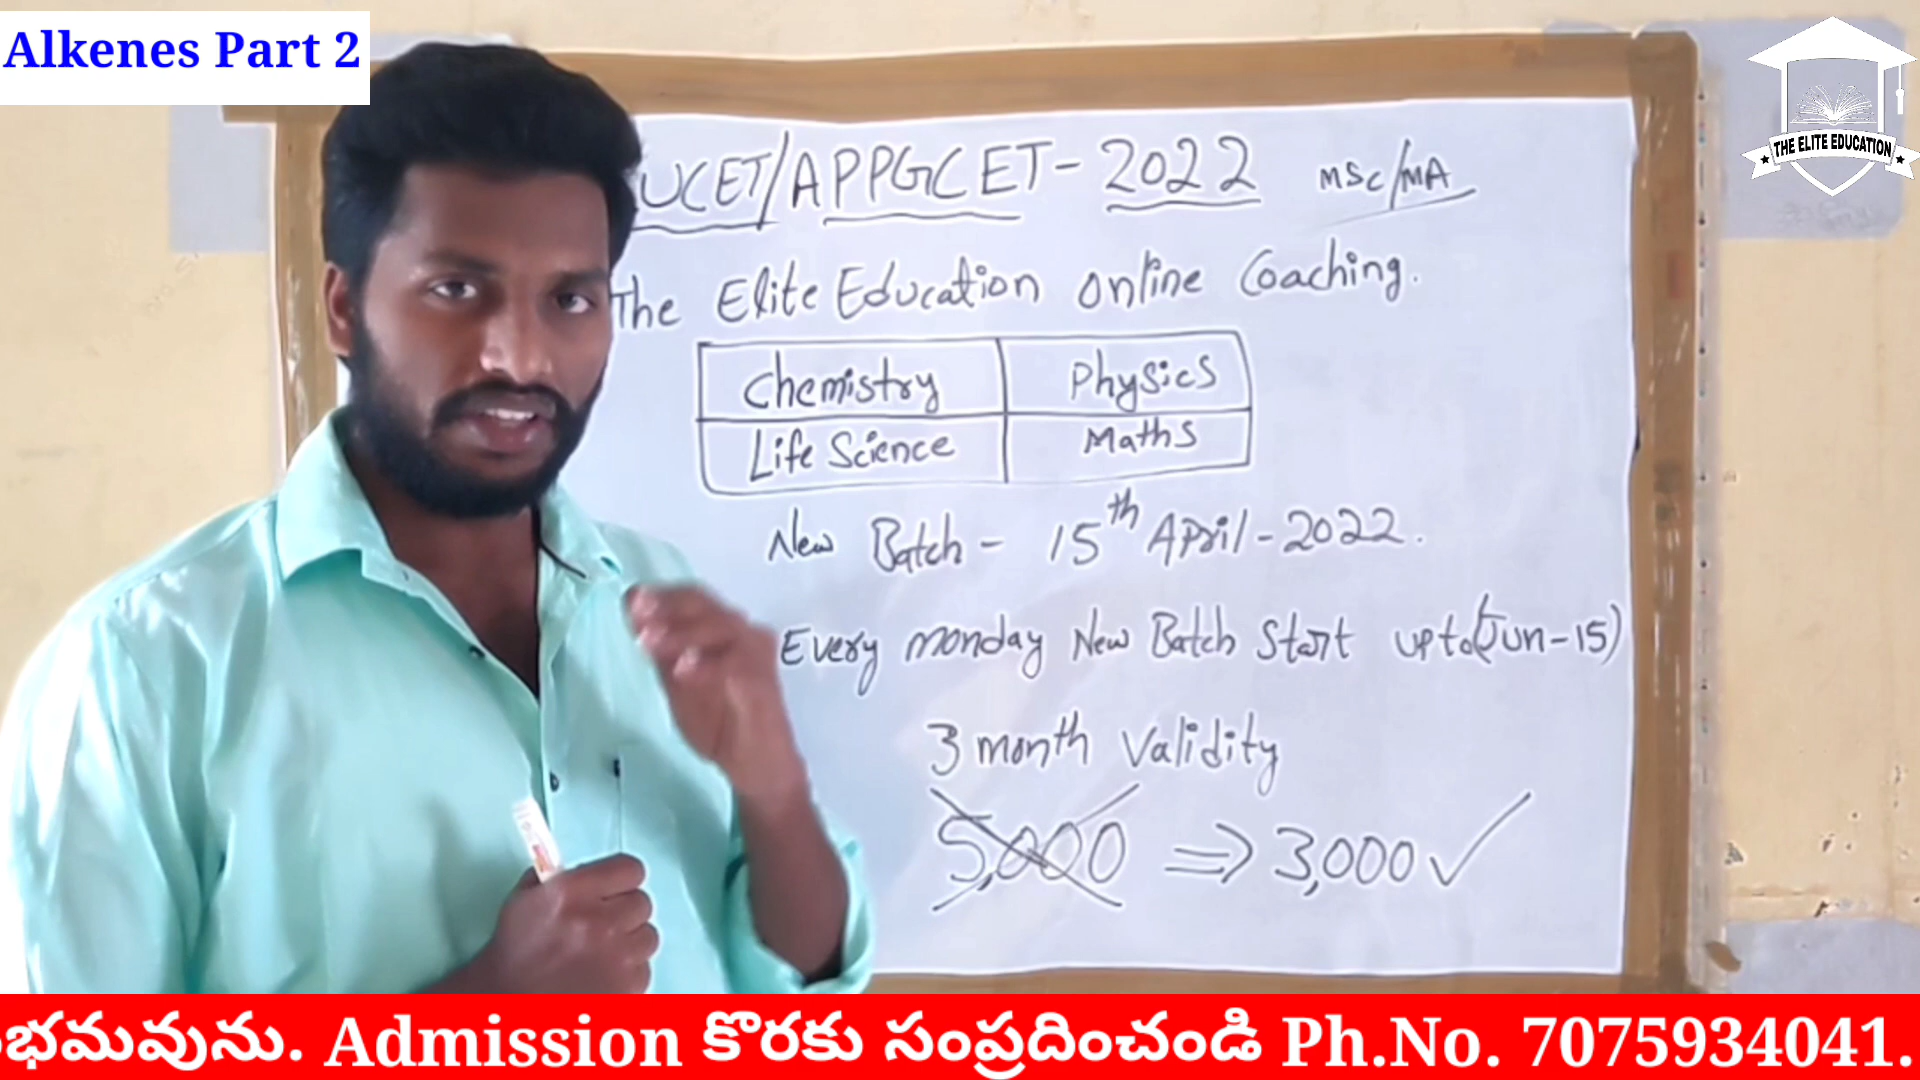 Alkenes Part 2
THE ELITE EDUCATION
UCET/APPGCET-2022 MSc/MA
The Elite Education online Coaching.
Chemistry Physics
Life Science Maths
New Batch - 15th April-2022.
Every monday New Batch Start upto(Jun-15)
3 month Validity
5,000 ⇒ 3,000 ✓
భమవును. Admission కొరకు సంప్రదించండి Ph.No. 7075934041.